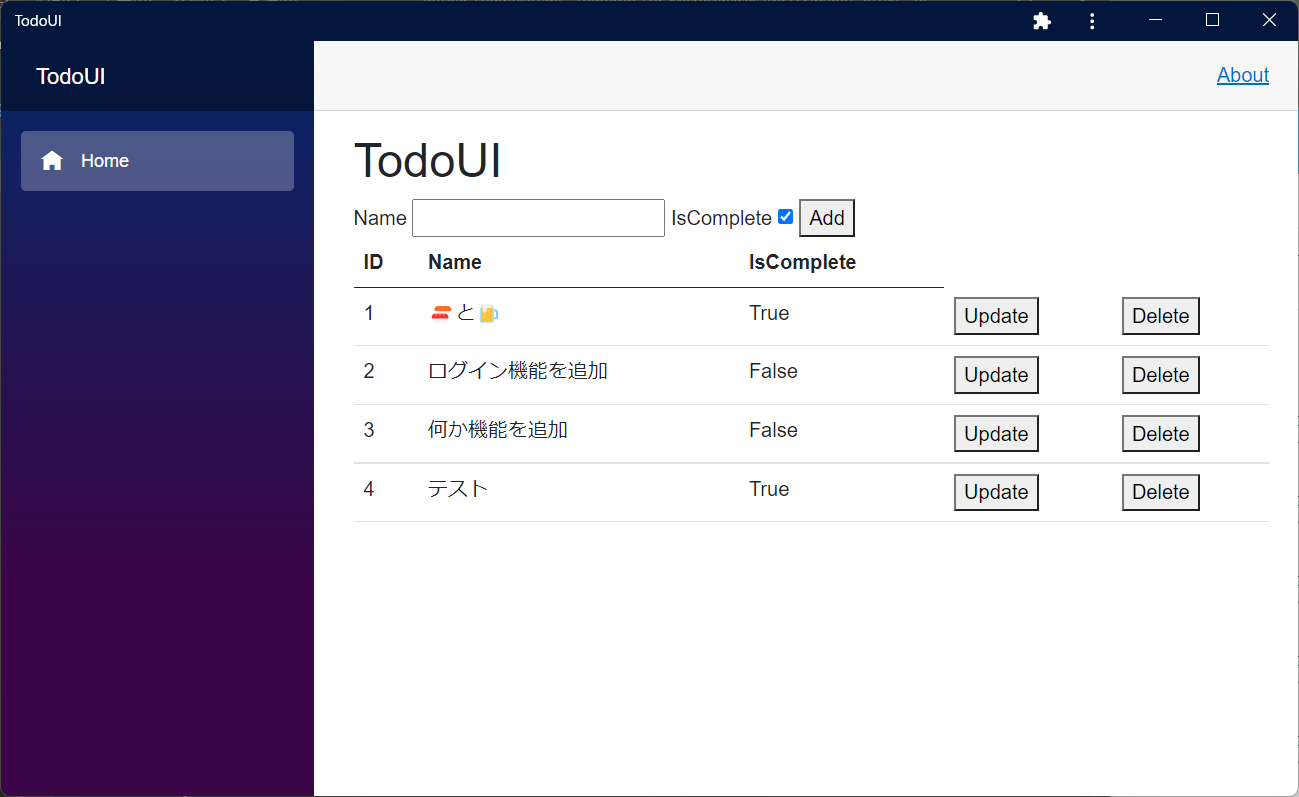 TodoUI
TodoUI
About
Home
TodoUI
Name IsComplete Add
ID Name IsComplete
1 🍣と🍺 True Update Delete
2 ログイン機能を追加 False Update Delete
3 何か機能を追加 False Update Delete
4 テスト True Update Delete